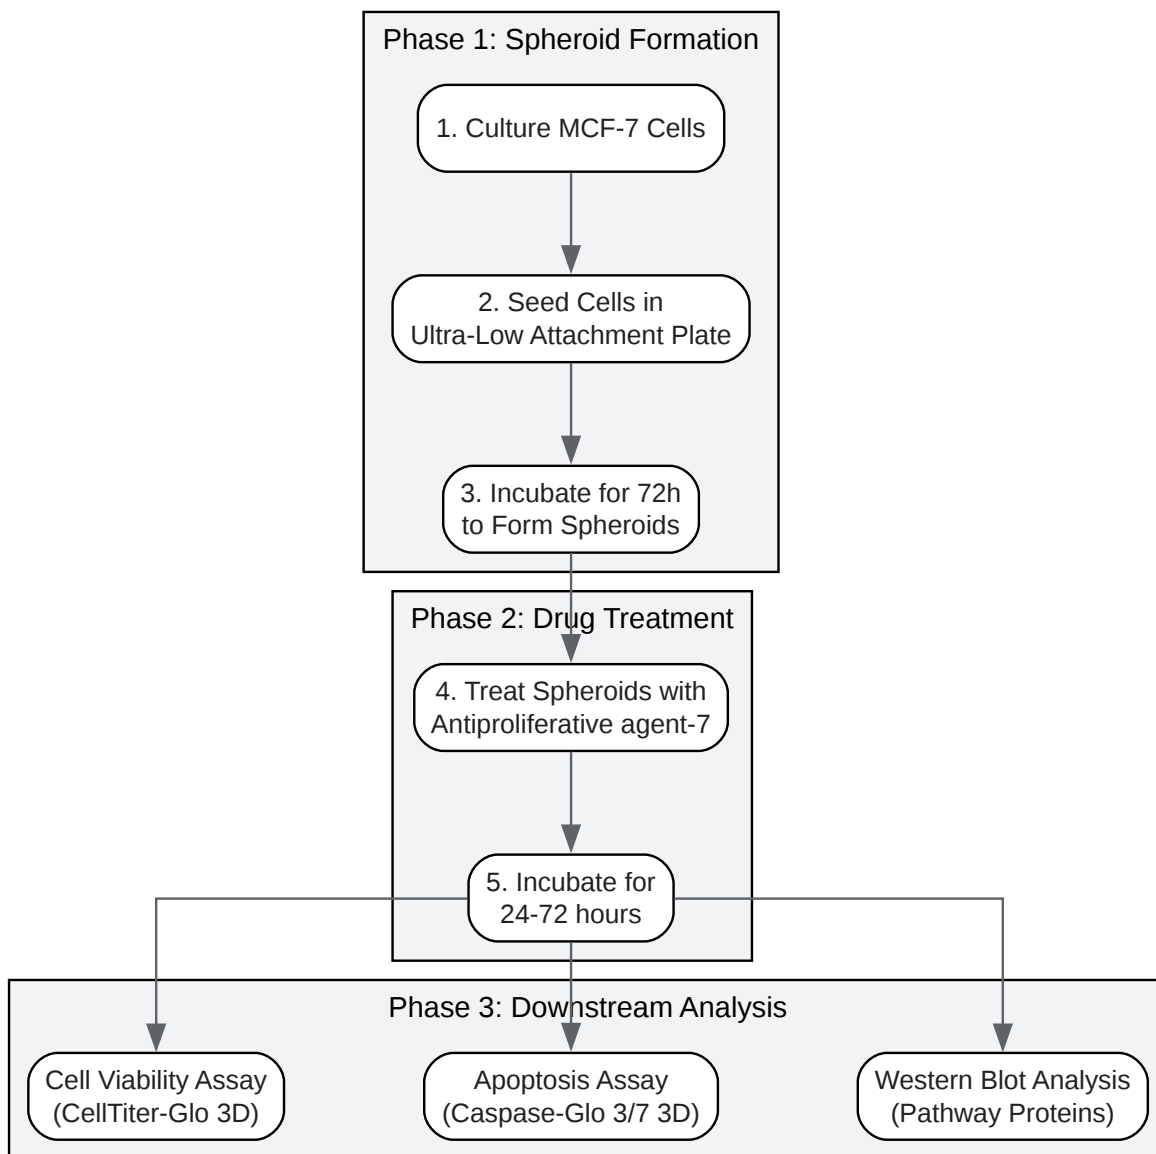 Phase 1: Spheroid Formation
1. Culture MCF-7 Cells
2. Seed Cells in
Ultra-Low Attachment Plate
3. Incubate for 72h
to Form Spheroids
Phase 2: Drug Treatment
4. Treat Spheroids with
Antiproliferative agent-7
5. Incubate for
24-72 hours
Phase 3: Downstream Analysis
Cell Viability Assay
(CellTiter-Glo 3D)
Apoptosis Assay
(Caspase-Glo 3/7 3D)
Western Blot Analysis
(Pathway Proteins)